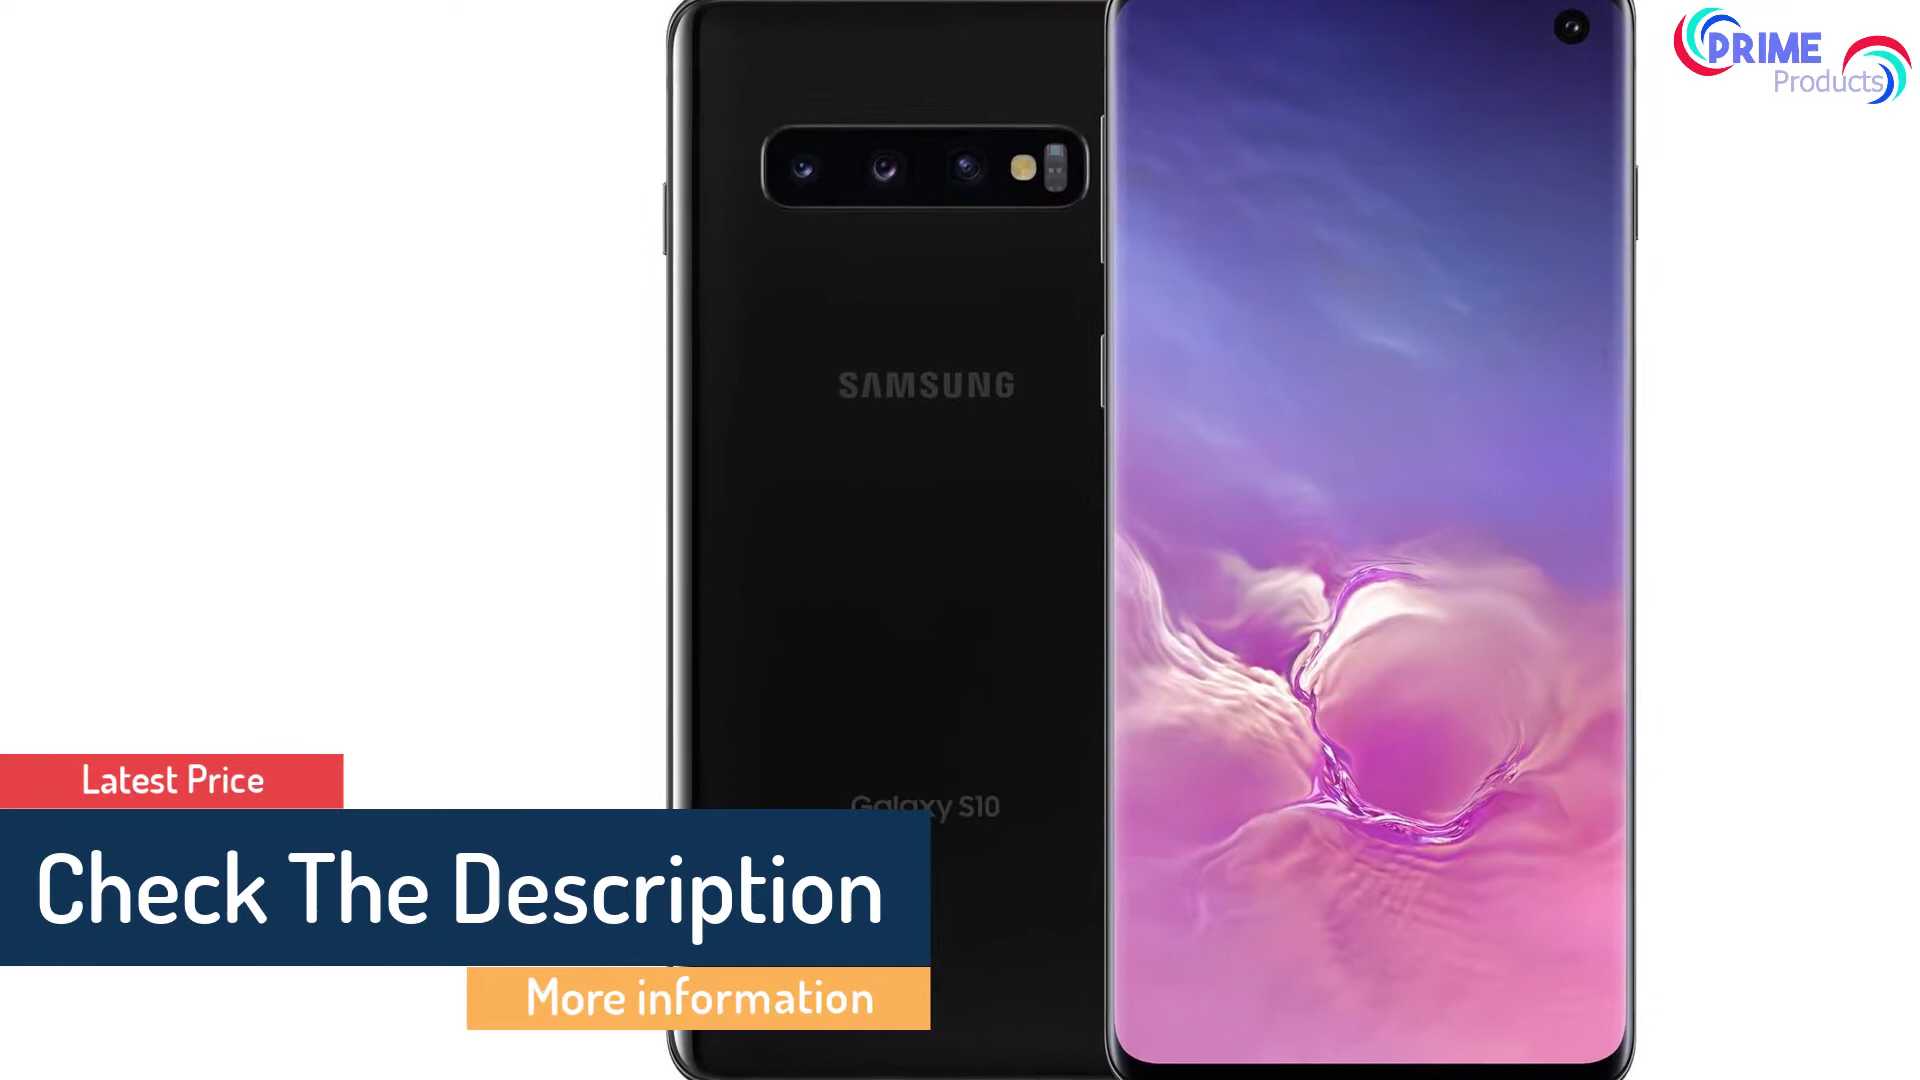 PRIME
Products
SAMSUNG
Galaxy S10
Latest Price
Check The Description
More information